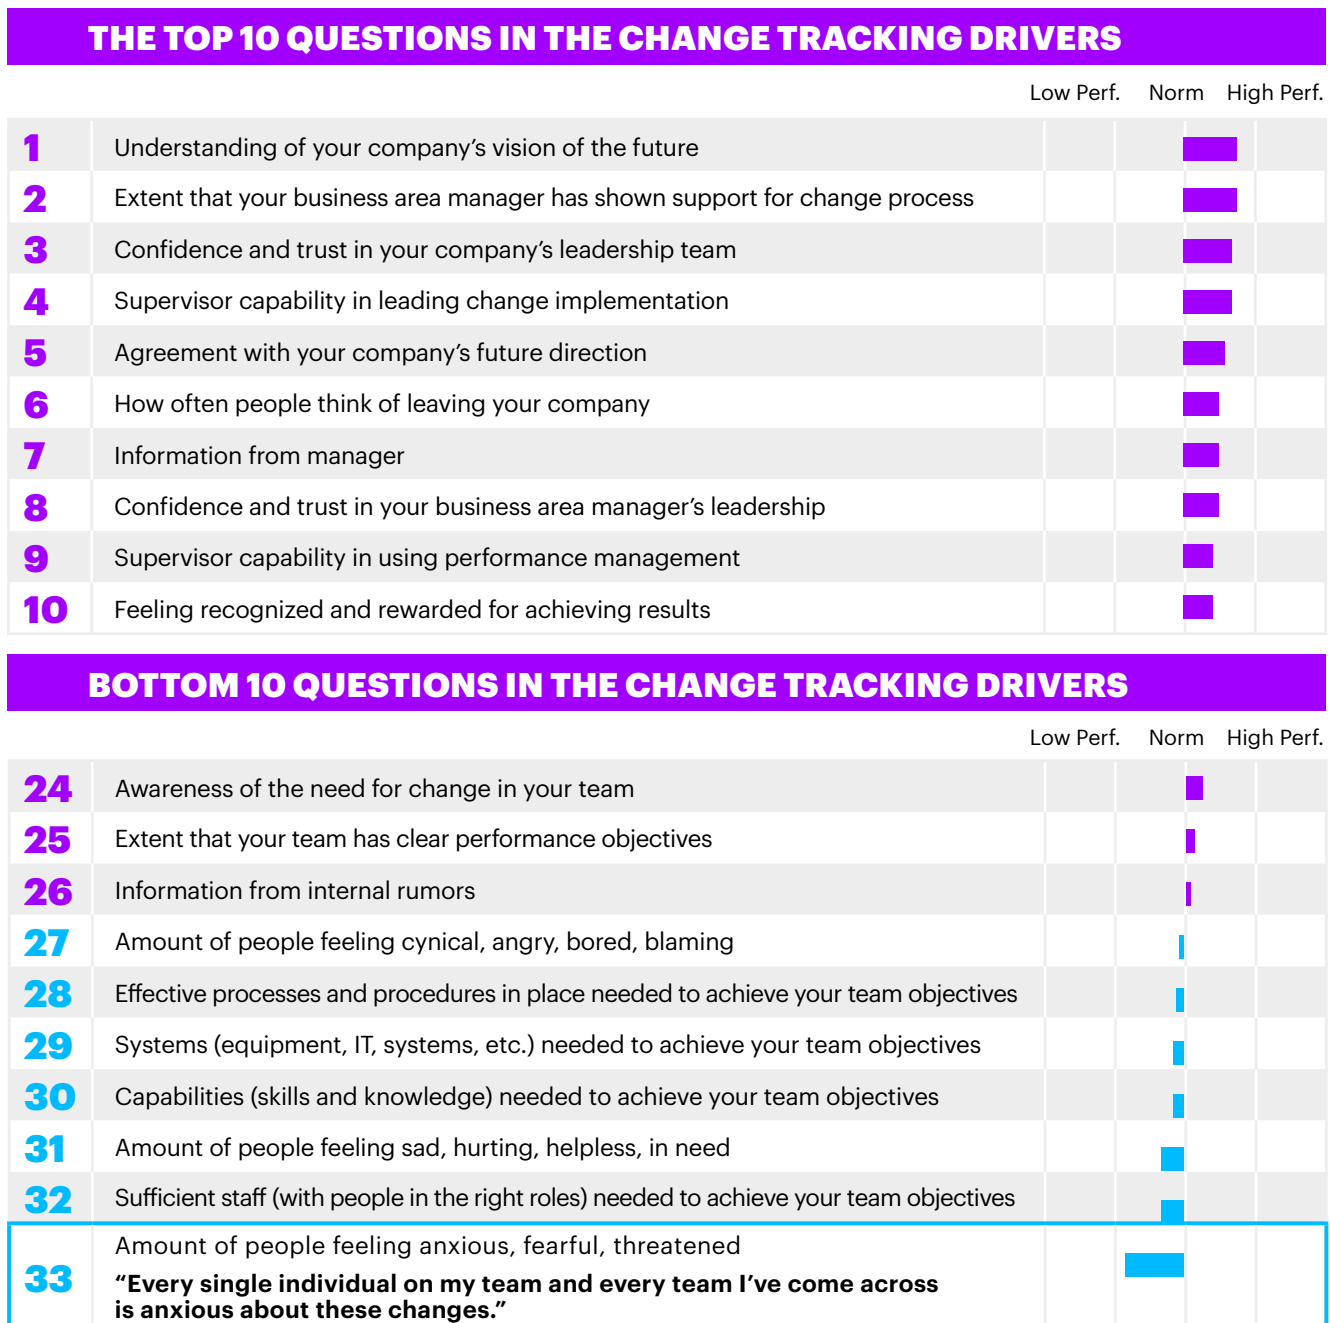 THE TOP 10 QUESTIONS IN THE CHANGE TRACKING DRIVERS
Low Perf. Norm High Perf.
1 Understanding of your company’s vision of the future
2 Extent that your business area manager has shown support for change process
3 Confidence and trust in your company’s leadership team
4 Supervisor capability in leading change implementation
5 Agreement with your company’s future direction
6 How often people think of leaving your company
7 Information from manager
8 Confidence and trust in your business area manager’s leadership
9 Supervisor capability in using performance management
10 Feeling recognized and rewarded for achieving results
BOTTOM 10 QUESTIONS IN THE CHANGE TRACKING DRIVERS
Low Perf. Norm High Perf.
24 Awareness of the need for change in your team
25 Extent that your team has clear performance objectives
26 Information from internal rumors
27 Amount of people feeling cynical, angry, bored, blaming
28 Effective processes and procedures in place needed to achieve your team objectives
29 Systems (equipment, IT, systems, etc.) needed to achieve your team objectives
30 Capabilities (skills and knowledge) needed to achieve your team objectives
31 Amount of people feeling sad, hurting, helpless, in need
32 Sufficient staff (with people in the right roles) needed to achieve your team objectives
33 Amount of people feeling anxious, fearful, threatened
“Every single individual on my team and every team I’ve come across
is anxious about these changes.”